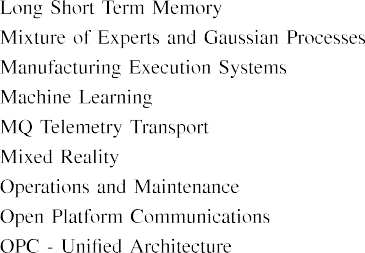 Long Short Term Memory
Mixture of Experts and Gaussian Processes
Manufacturing Execution Systems
Machine Learning
MQ Telemetry Transport
Mixed Reality
Operations and Maintenance
Open Platform Communications
OPC - Unified Architecture